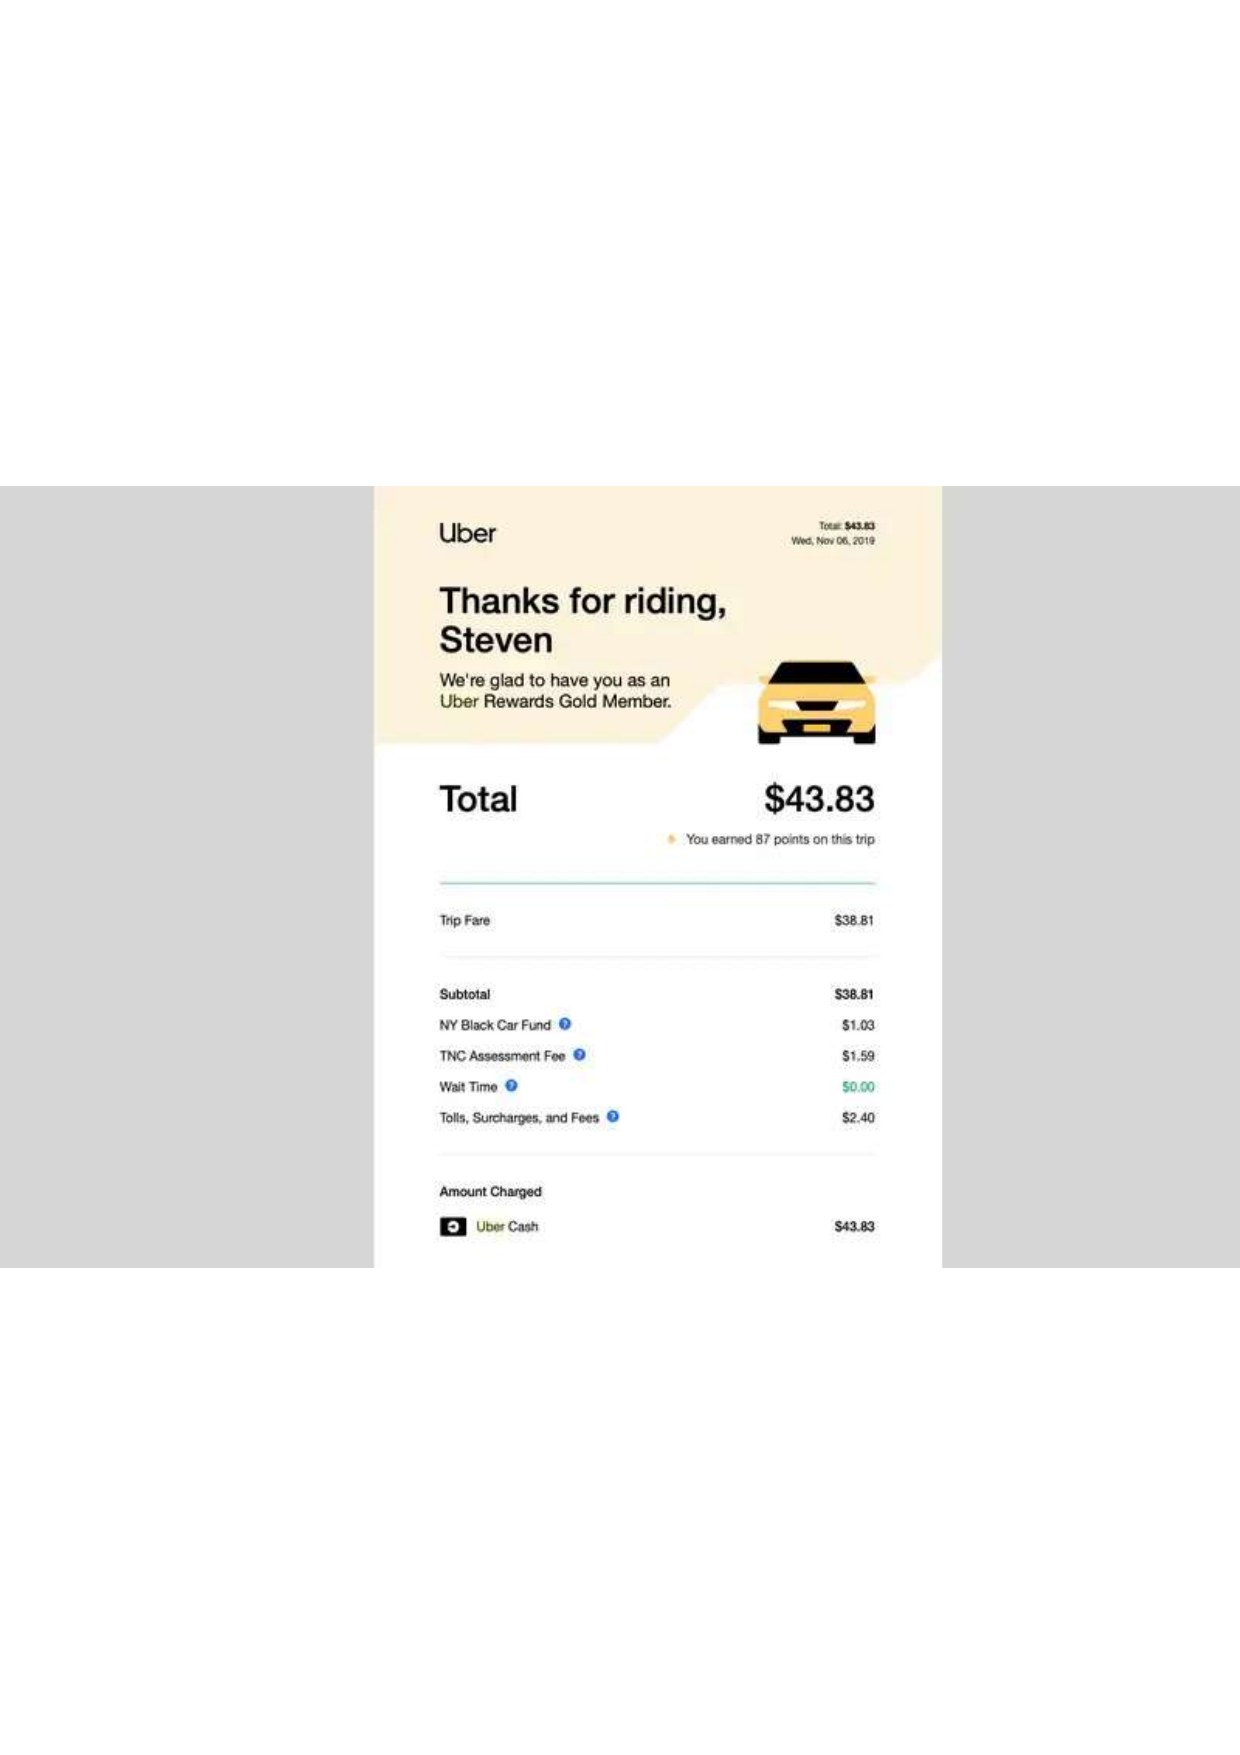 Uber
Total: $43.83
Wed, Nov 06, 2019
Thanks for riding,
Steven
We're glad to have you as an
Uber Rewards Gold Member.
Total $43.83
You earned 87 points on this trip
Trip Fare $38.81
Subtotal $38.81
NY Black Car Fund ? $1.03
TNC Assessment Fee ? $1.59
Wait Time ? $0.00
Tolls, Surcharges, and Fees ? $2.40
Amount Charged
Uber Cash $43.83